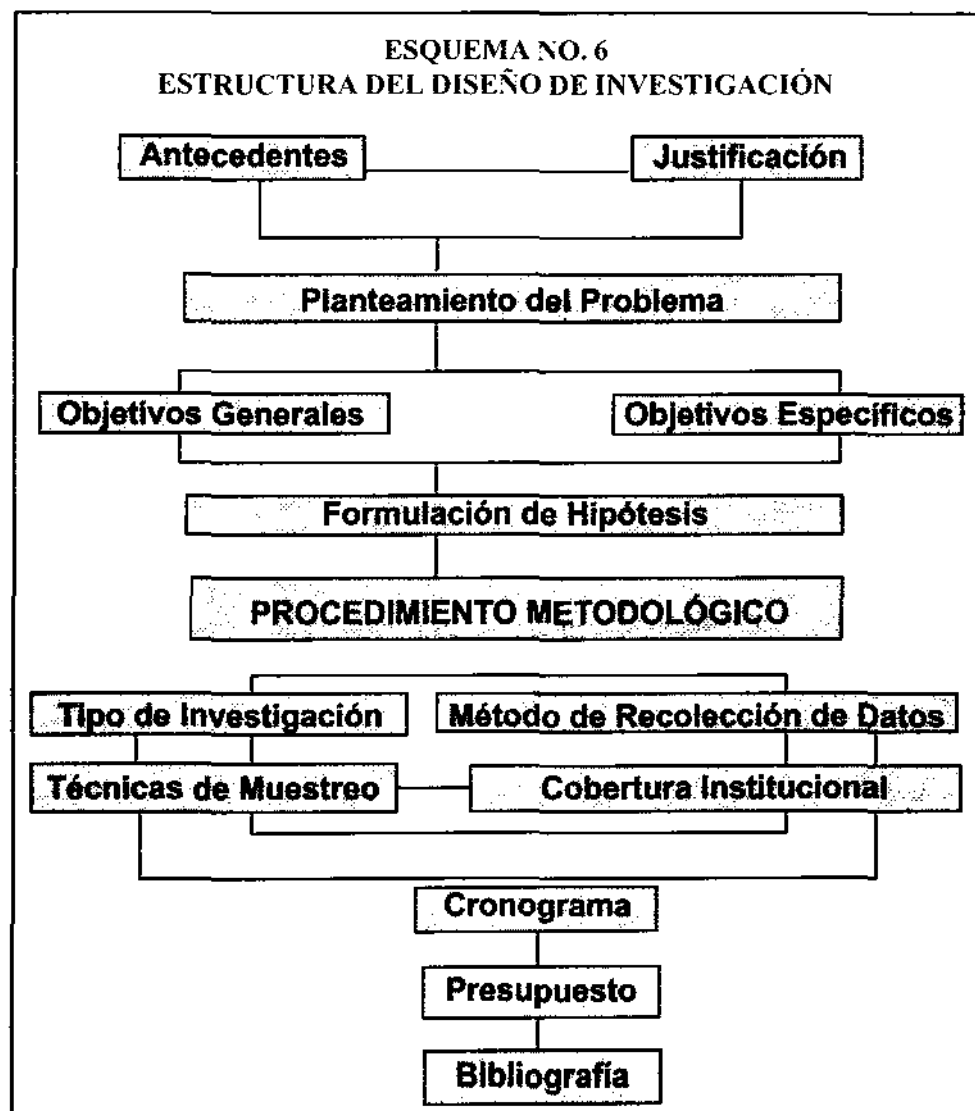 ESQUEMA NO. 6
ESTRUCTURA DEL DISEÑO DE INVESTIGACIÓN
Antecedentes
Justificación
Planteamiento del Problema
Objetivos Generales
Objetivos Específicos
Formulación de Hipótesis
PROCEDIMIENTO METODOLÓGICO
Tipo de Investigación
Método de Recolección de Datos
Técnicas de Muestreo
Cobertura Institucional
Cronograma
Presupuesto
Bibliografía